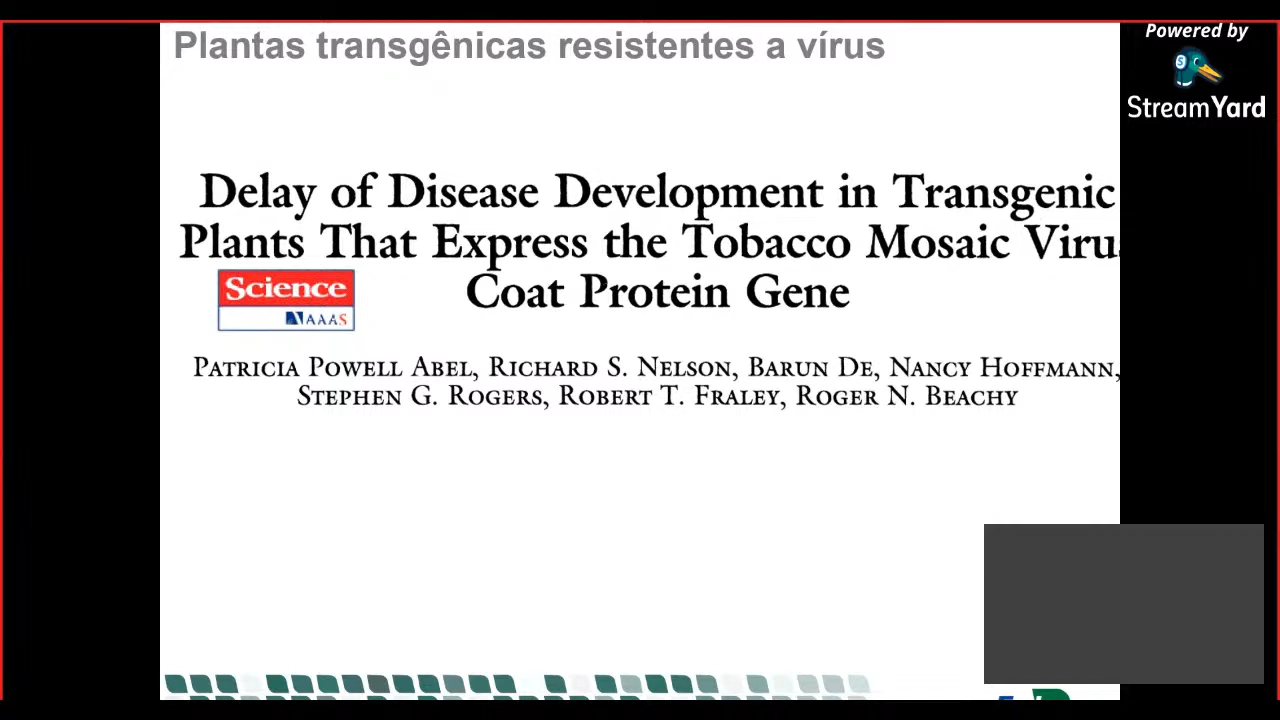 Plantas transgênicas resistentes a vírus
Powered by
StreamYard
Delay of Disease Development in Transgenic
Plants That Express the Tobacco Mosaic Viru
Coat Protein Gene
Science
AAAS
PATRICIA POWELL ABEL, RICHARD S. NELSON, BARUN DE, NANCY HOFFMANN,
STEPHEN G. ROGERS, ROBERT T. FRALEY, ROGER N. BEACHY